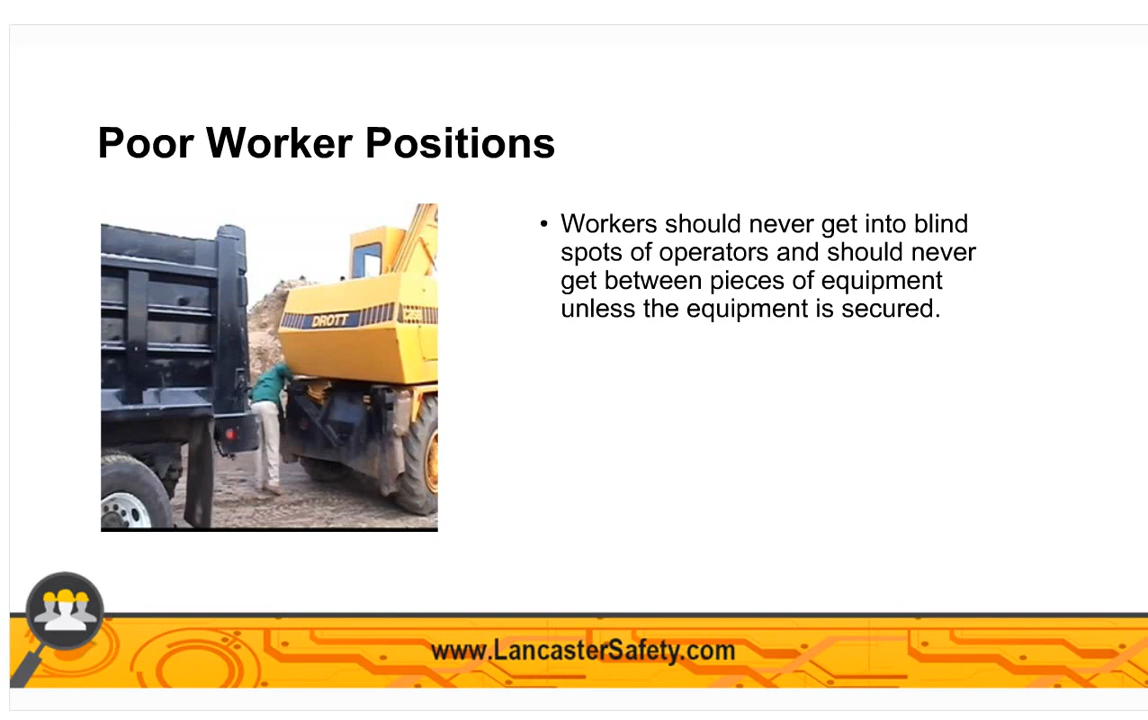 Poor Worker Positions
DROTT
• Workers should never get into blind
spots of operators and should never
get between pieces of equipment
unless the equipment is secured.
www.LancasterSafety.com